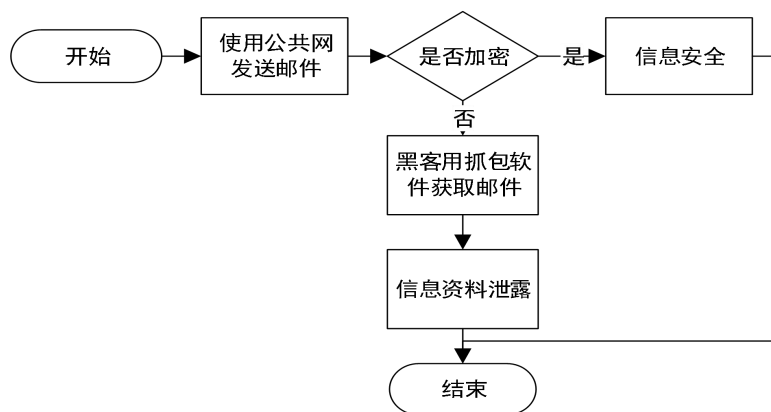 开始
使用公共网
发送邮件
是否加密
是
信息安全
否
黑客用抓包软
件获取邮件
信息资料泄露
结束